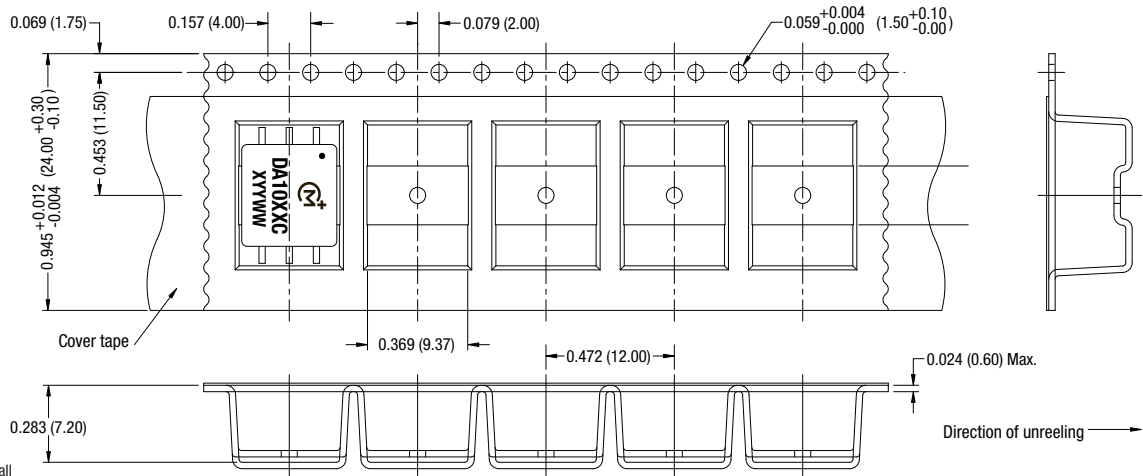 0.069 (1.75)
0.157 (4.00)
0.079 (2.00)
0.059 +0.004 -0.000 (1.50 +0.10 -0.00)
0.945 +0.012 -0.004 (24.00 +0.30 -0.10)
0.453 (11.50)
M+
DA10XXC
XYYWW
Cover tape
0.369 (9.37)
0.472 (12.00)
0.024 (0.60) Max.
0.283 (7.20)
Direction of unreeling
all